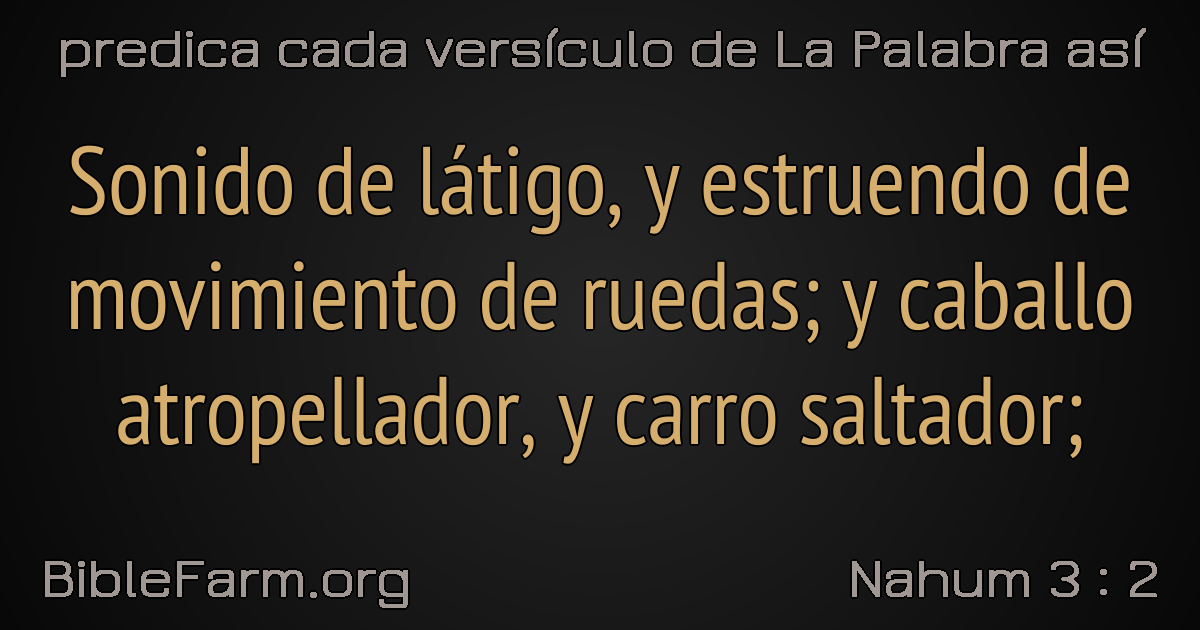 predica cada versículo de La Palabra así
Sonido de látigo, y estruendo de
movimiento de ruedas; y caballo
atropellador, y carro saltador;
BibleFarm.org
Nahum 3 : 2